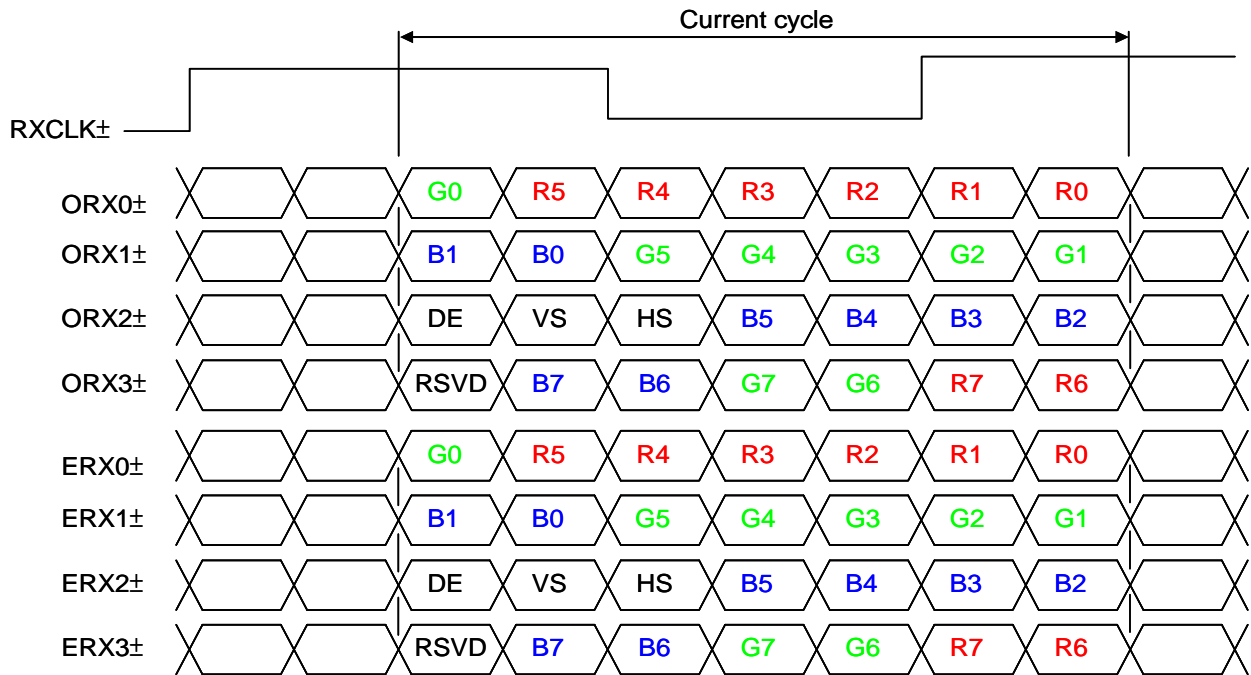 Current cycle
RXCLK±
ORX0± G0 R5 R4 R3 R2 R1 R0
ORX1± B1 B0 G5 G4 G3 G2 G1
ORX2± DE VS HS B5 B4 B3 B2
ORX3± RSVD B7 B6 G7 G6 R7 R6
ERX0± G0 R5 R4 R3 R2 R1 R0
ERX1± B1 B0 G5 G4 G3 G2 G1
ERX2± DE VS HS B5 B4 B3 B2
ERX3± RSVD B7 B6 G7 G6 R7 R6